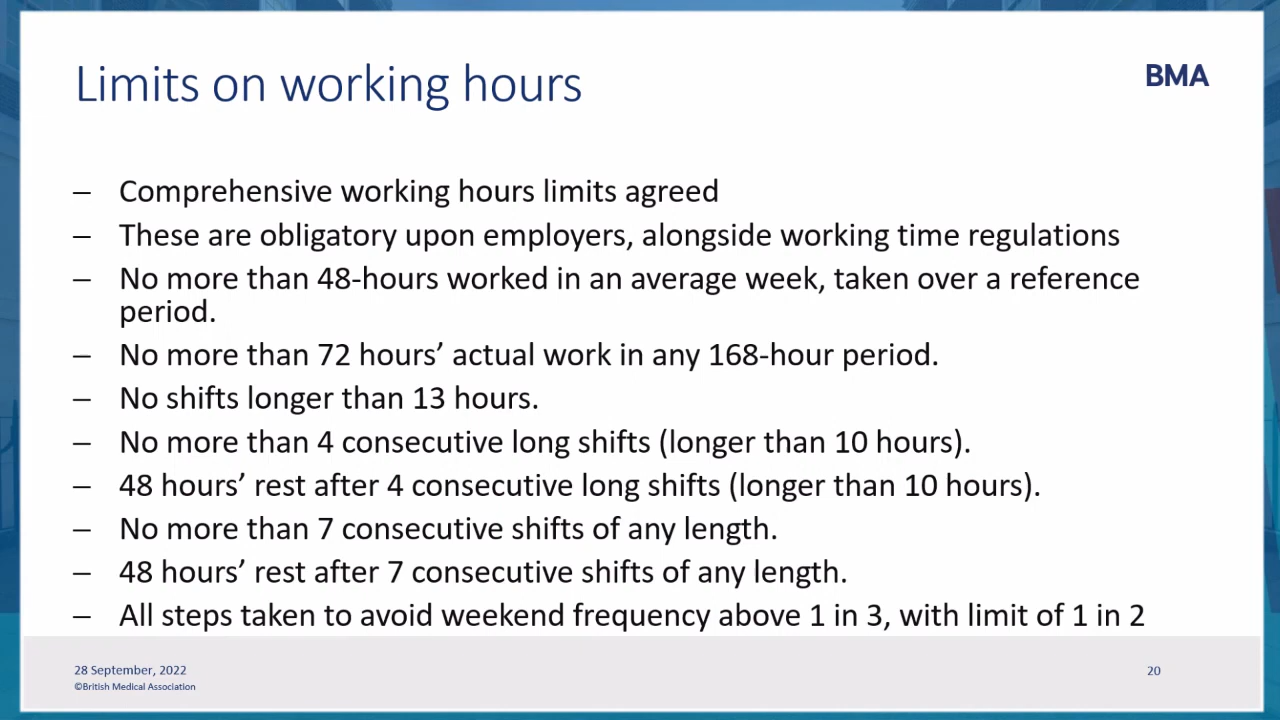 Limits on working hours
BMA
– Comprehensive working hours limits agreed
– These are obligatory upon employers, alongside working time regulations
– No more than 48-hours worked in an average week, taken over a reference
period.
– No more than 72 hours’ actual work in any 168-hour period.
– No shifts longer than 13 hours.
– No more than 4 consecutive long shifts (longer than 10 hours).
– 48 hours’ rest after 4 consecutive long shifts (longer than 10 hours).
– No more than 7 consecutive shifts of any length.
– 48 hours’ rest after 7 consecutive shifts of any length.
– All steps taken to avoid weekend frequency above 1 in 3, with limit of 1 in 2
28 September, 2022
20
©British Medical Association